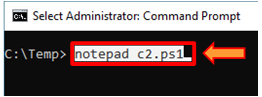 Select Administrator: Command Prompt
C:\Temp> notepad c2.ps1